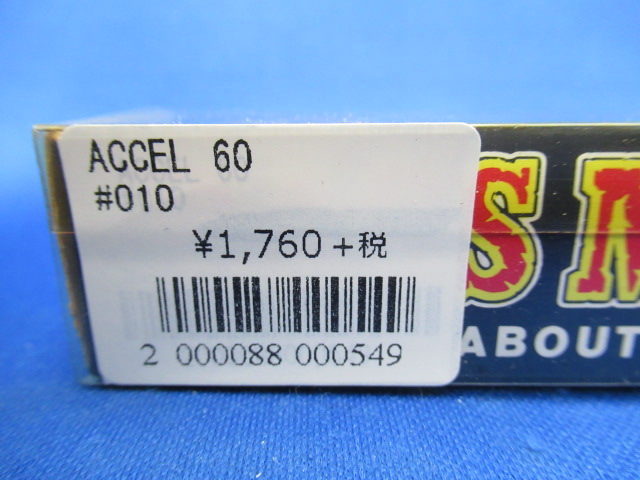 ACCEL 60
#010
¥1,760+税
2 000088 000549
S
ABOUT